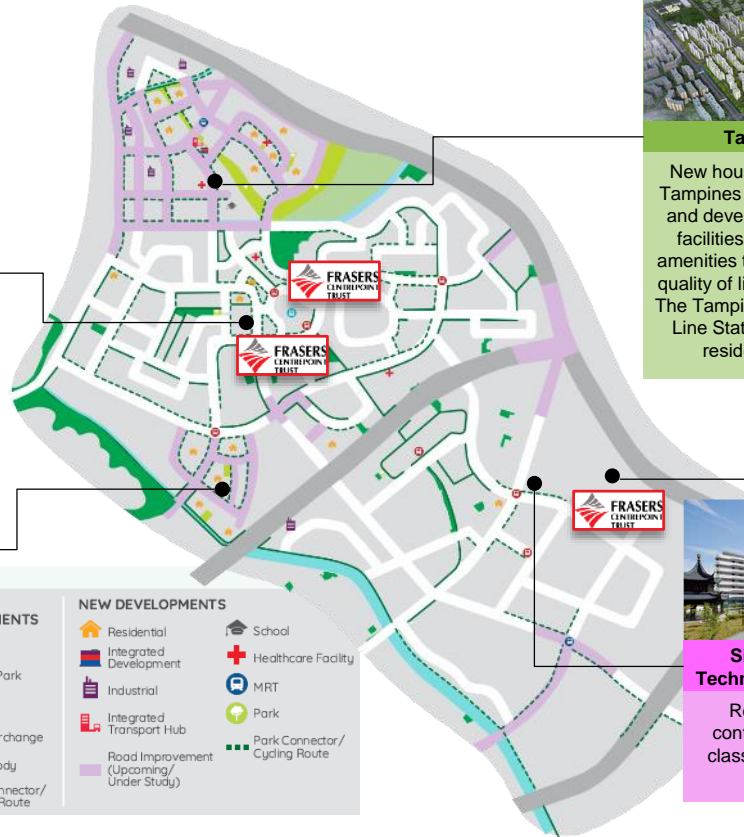 Ta
New hou
Tampines
and deve
facilities
amenities f
quality of li
The Tampi
Line Stat
resid
FRASERS
CENTREPOINT
TRUST
FRASERS
CENTREPOINT
TRUST
FRASERS
CENTREPOINT
TRUST
S
Techn
R
con
class
MENTS
Park
rchange
ody
nnector/
Route
NEW DEVELOPMENTS
Residential
Integrated
Development
Industrial
Integrated
Transport Hub
Road Improvement
(Upcoming/
Under Study)
School
Healthcare Facility
MRT
Park
Park Connector/
Cycling Route